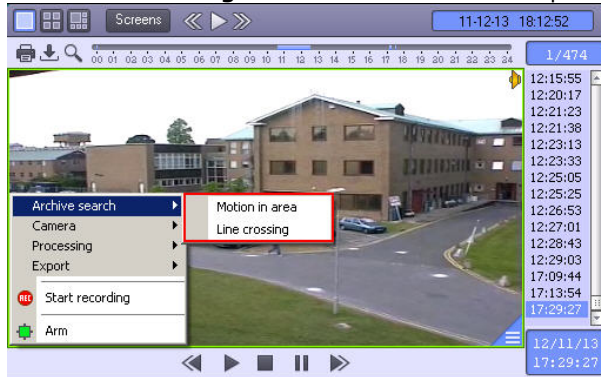 Screens
11-12-13 18:12:52
00 01 02 03 04 05 06 07 08 09 10 11 12 13 14 15 16 17 18 19 20 21 22 23 24
1/474
12:15:55
12:20:17
12:21:23
12:21:38
12:23:13
12:23:33
12:25:05
12:25:25
12:26:53
12:27:01
12:28:43
12:29:03
17:09:44
17:13:54
17:29:27
Archive search
Motion in area
Camera
Line crossing
Processing
Export
REC
Start recording
Arm
12/11/13
17:29:27